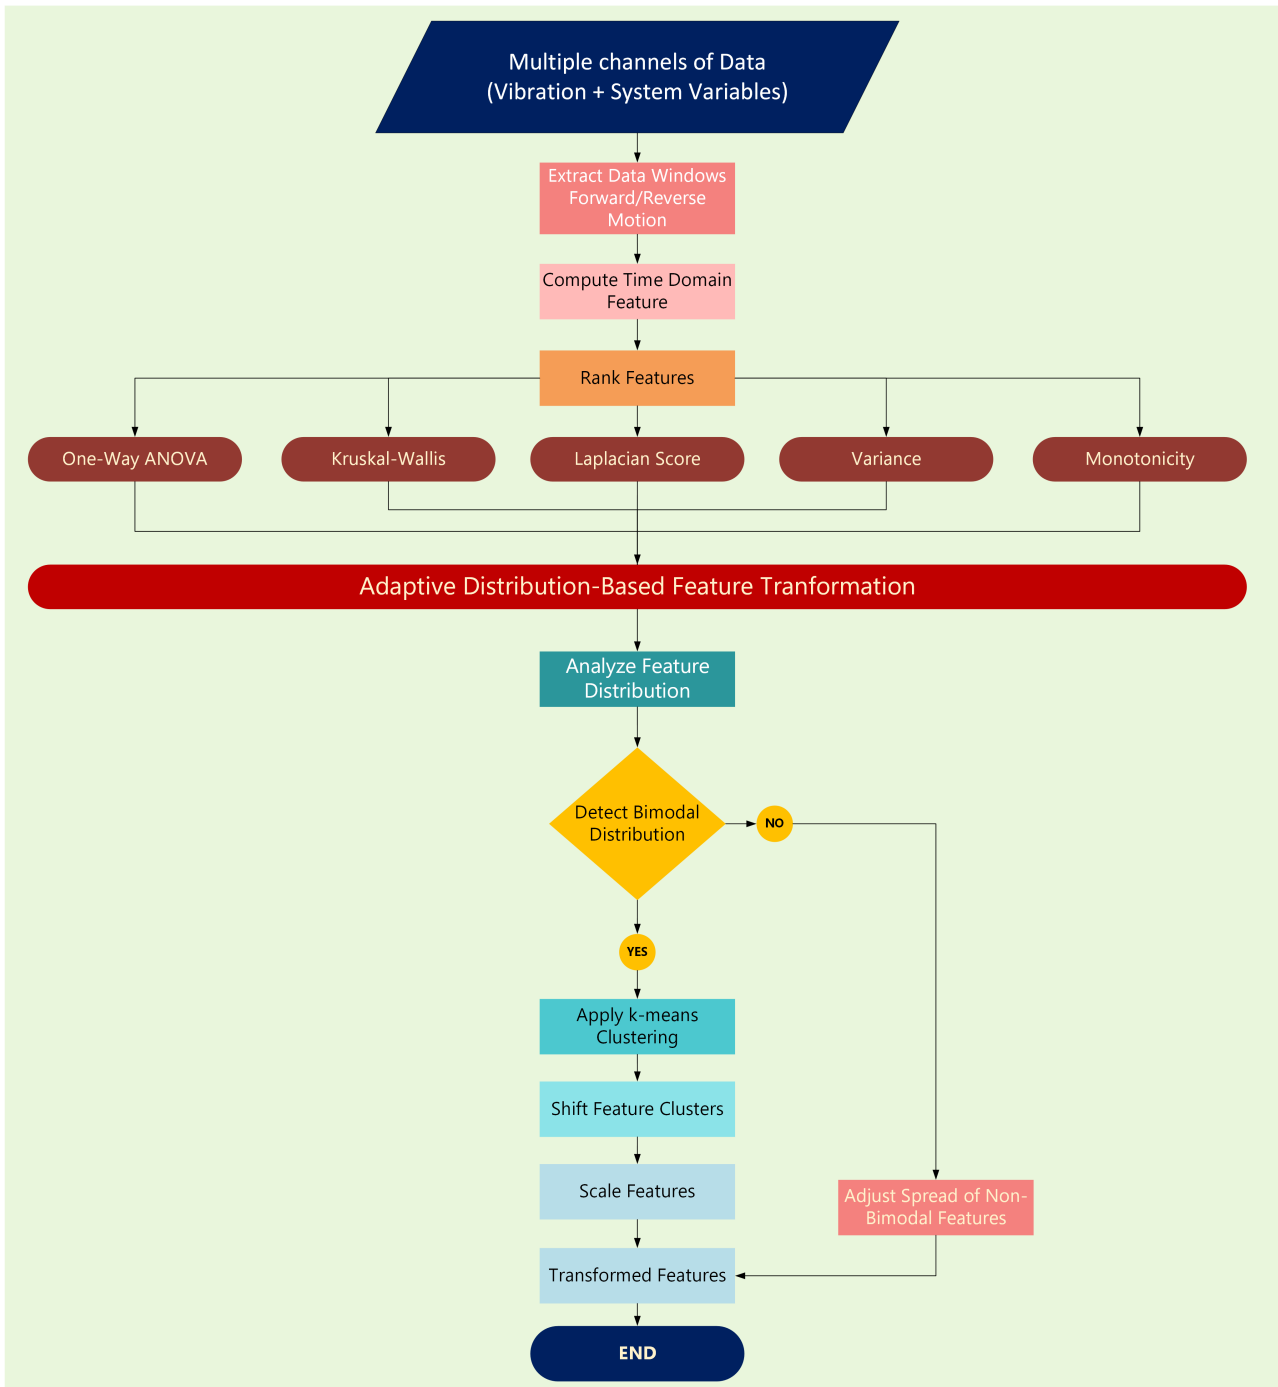 Multiple channels of Data
(Vibration + System Variables)
Extract Data Windows
Forward/Reverse
Motion
Compute Time Domain
Feature
Rank Features
One-Way ANOVA
Kruskal-Wallis
Laplacian Score
Variance
Monotonicity
Adaptive Distribution-Based Feature Tranformation
Analyze Feature
Distribution
Detect Bimodal
Distribution
NO
YES
Apply k-means
Clustering
Shift Feature Clusters
Scale Features
Adjust Spread of Non-
Bimodal Features
Transformed Features
END